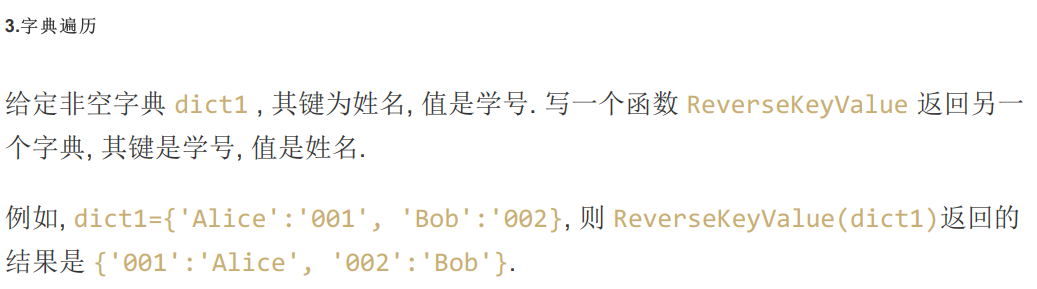 3.字典遍历
给定非空字典 dict1 , 其键为姓名, 值是学号. 写一个函数 ReverseKeyValue 返回另一
个字典, 其键是学号, 值是姓名.
例如, dict1={'Alice':'001', 'Bob':'002}, 则 ReverseKeyValue(dict1)返回的
结果是 {'001':'Alice', '002':'Bob'}.